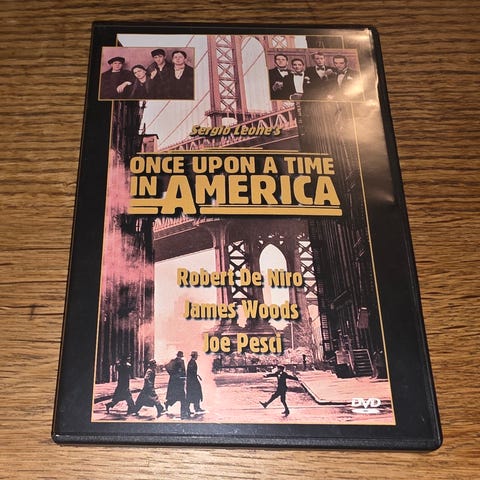 Sergio Leone's
ONCE UPON A TIME
IN AMERICA
Robert De Niro
James Woods
Joe Pesci
DVD